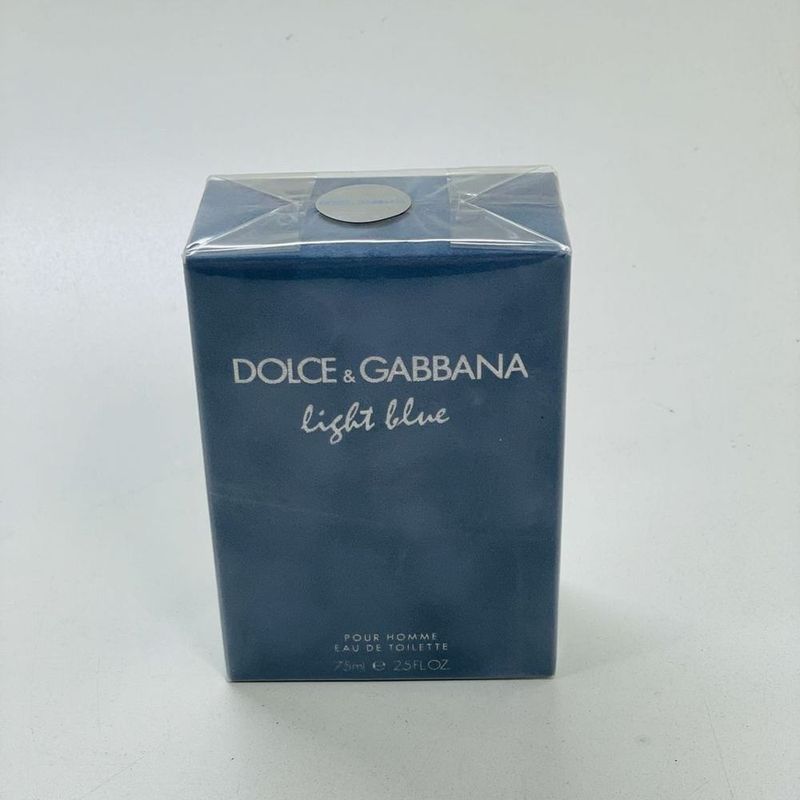 DOLCE & GABBANA
light blue
POUR HOMME
EAU DE TOILETTE
75ml ℮ 2.5FL.OZ.